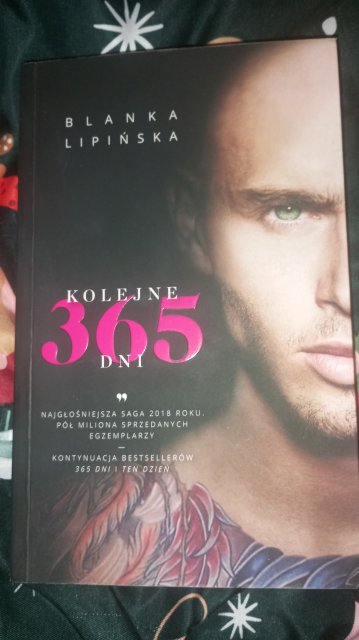 BLANKA
LIPIŃSKA
KOLEJNE
365
DNI
"
NAJGŁOŚNIEJSZA SAGA 2018 ROKU.
PÓŁ MILIONA SPRZEDANYCH
EGZEMPLARZY
—
KONTYNUACJA BESTSELLERÓW
365 DNI I TEN DZIEŃ